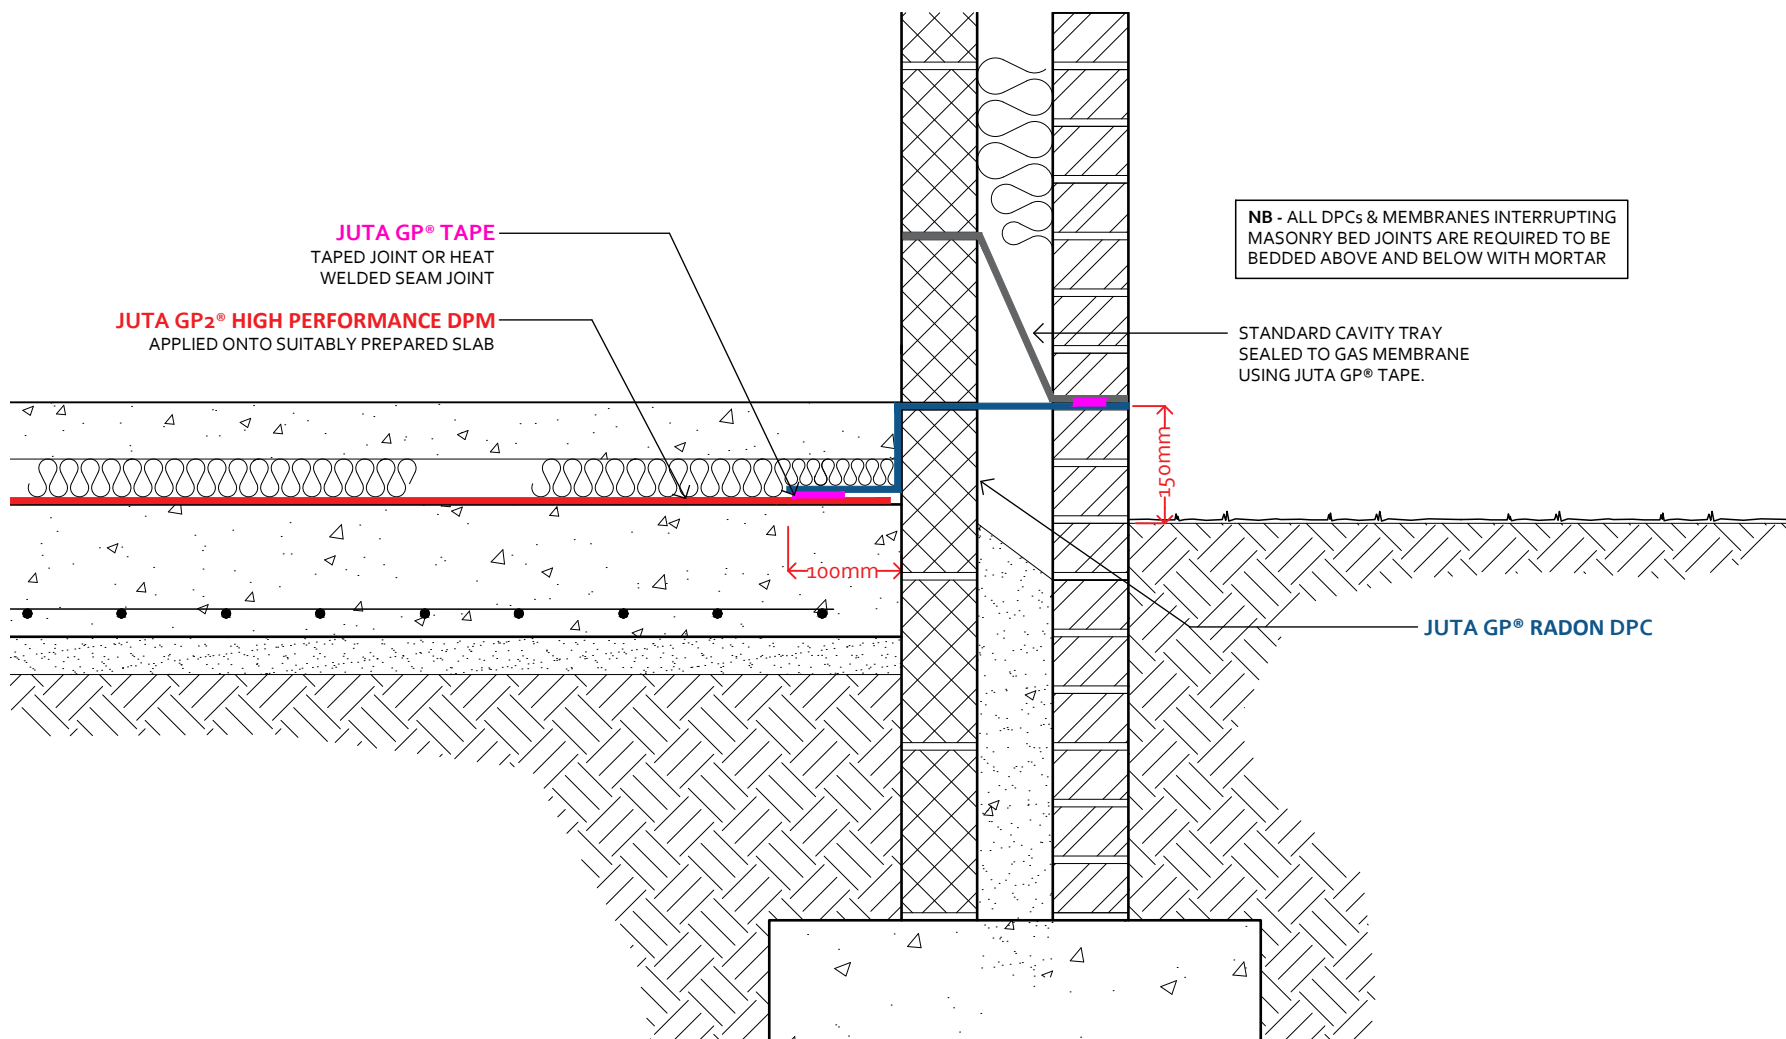 JUTA GP® TAPE
TAPED JOINT OR HEAT
WELDED SEAM JOINT
JUTA GP2® HIGH PERFORMANCE DPM
APPLIED ONTO SUITABLY PREPARED SLAB
NB - ALL DPCs & MEMBRANES INTERRUPTING
MASONRY BED JOINTS ARE REQUIRED TO BE
BEDDED ABOVE AND BELOW WITH MORTAR
STANDARD CAVITY TRAY
SEALED TO GAS MEMBRANE
USING JUTA GP® TAPE.
150mm
100mm
JUTA GP® RADON DPC